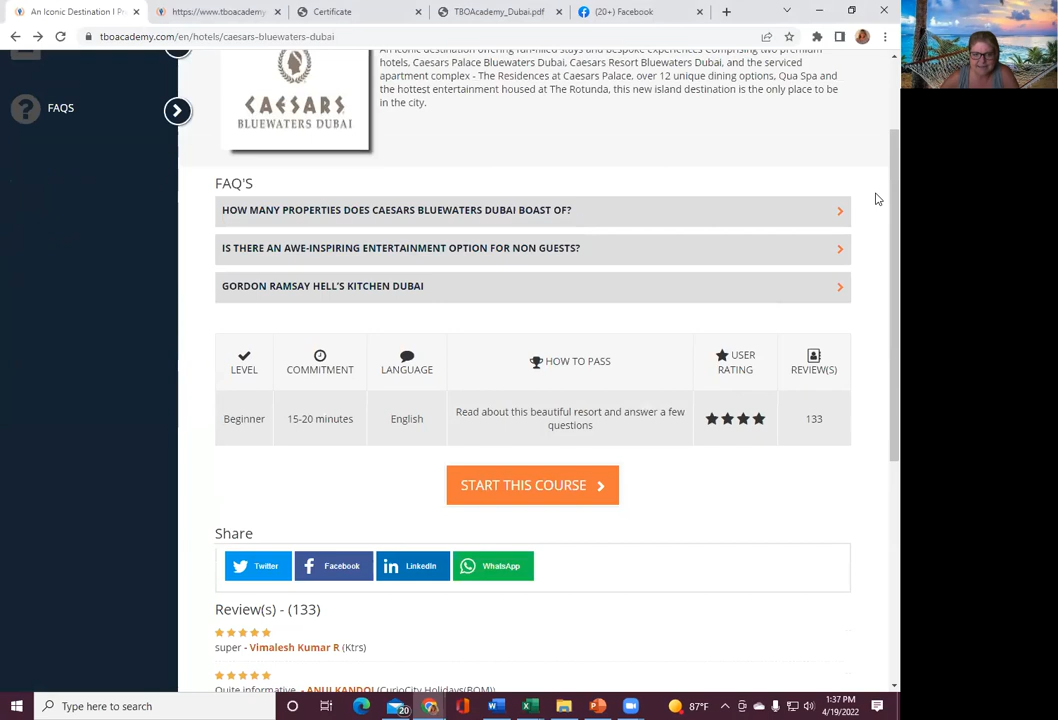 An Iconic Destination I P
https://www.tboacademy
Certificate
TBOAcademy_Dubai.pdf
(20+) Facebook
tboacademy.com/en/hotels/caesars-bluewaters-dubai
An iconic destination offering fun-filled stays and bespoke experiences Comprising two premium
hotels, Caesars Palace Bluewaters Dubai, Caesars Resort Bluewaters Dubai, and the serviced
apartment complex - The Residences at Caesars Palace, over 12 unique dining options, Qua Spa and
the hottest entertainment housed at The Rotunda, this new island destination is the only place to be
in the city.
CAESARS
BLUEWATERS DUBAI
FAQS
FAQ'S
HOW MANY PROPERTIES DOES CAESARS BLUEWATERS DUBAI BOAST OF?
IS THERE AN AWE-INSPIRING ENTERTAINMENT OPTION FOR NON GUESTS?
GORDON RAMSAY HELL'S KITCHEN DUBAI
LEVEL
COMMITMENT
LANGUAGE
HOW TO PASS
USER
RATING
REVIEW(S)
Beginner
15-20 minutes
English
Read about this beautiful resort and answer a few
questions
133
START THIS COURSE
Share
Twitter
Facebook
LinkedIn
WhatsApp
Review(s) - (133)
super - Vimalesh Kumar R (Ktrs)
Quite informative - ANUJ KANDOI (CurioCity Holidays(BOM))
Type here to search
20
87°F
1:37 PM
4/19/2022